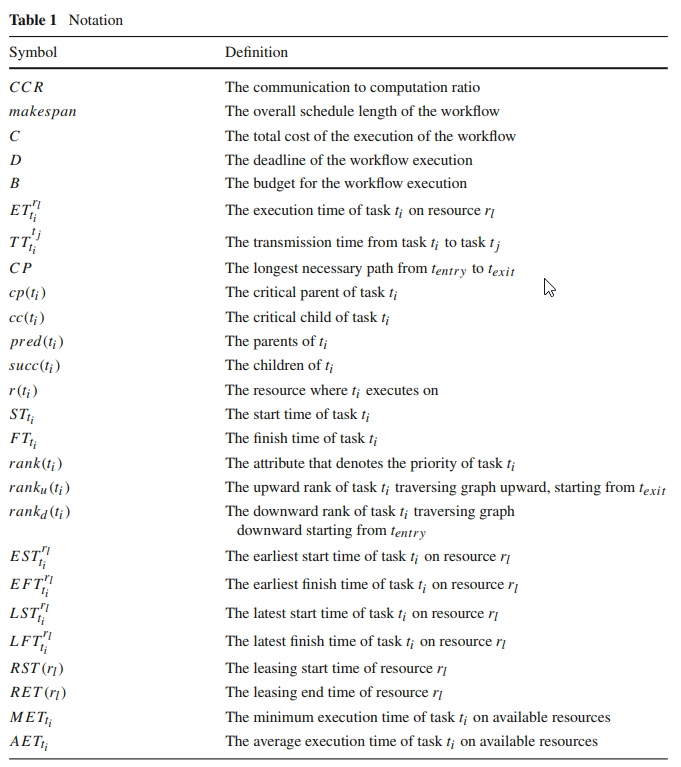 Table 1 Notation
Symbol Definition
CCR The communication to computation ratio
makespan The overall schedule length of the workflow
C The total cost of the execution of the workflow
D The deadline of the workflow execution
B The budget for the workflow execution
ET_{t_i}^{r_l} The execution time of task t_i on resource r_l
TT_{t_i}^{t_j} The transmission time from task t_i to task t_j
CP The longest necessary path from t_{entry} to t_{exit}
cp(t_i) The critical parent of task t_i
cc(t_i) The critical child of task t_i
pred(t_i) The parents of t_i
succ(t_i) The children of t_i
r(t_i) The resource where t_i executes on
ST_{t_i} The start time of task t_i
FT_{t_i} The finish time of task t_i
rank(t_i) The attribute that denotes the priority of task t_i
rank_u(t_i) The upward rank of task t_i traversing graph upward, starting from t_{exit}
rank_d(t_i) The downward rank of task t_i traversing graph
downward starting from t_{entry}
EST_{t_i}^{r_l} The earliest start time of task t_i on resource r_l
EFT_{t_i}^{r_l} The earliest finish time of task t_i on resource r_l
LST_{t_i}^{r_l} The latest start time of task t_i on resource r_l
LFT_{t_i}^{r_l} The latest finish time of task t_i on resource r_l
RST(r_l) The leasing start time of resource r_l
RET(r_l) The leasing end time of resource r_l
MET_{t_i} The minimum execution time of task t_i on available resources
AET_{t_i} The average execution time of task t_i on available resources